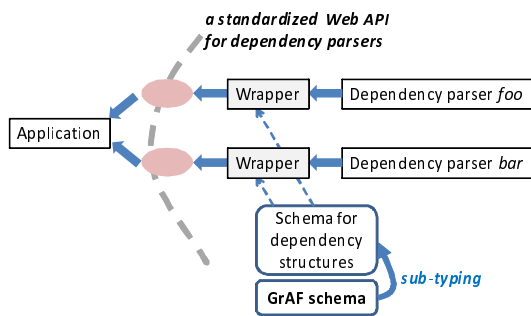 a standardized Web API
for dependency parsers
Wrapper
Dependency parser foo
Application
Wrapper
Dependency parser bar
Schema for
dependency
structures
sub-typing
GrAF schema